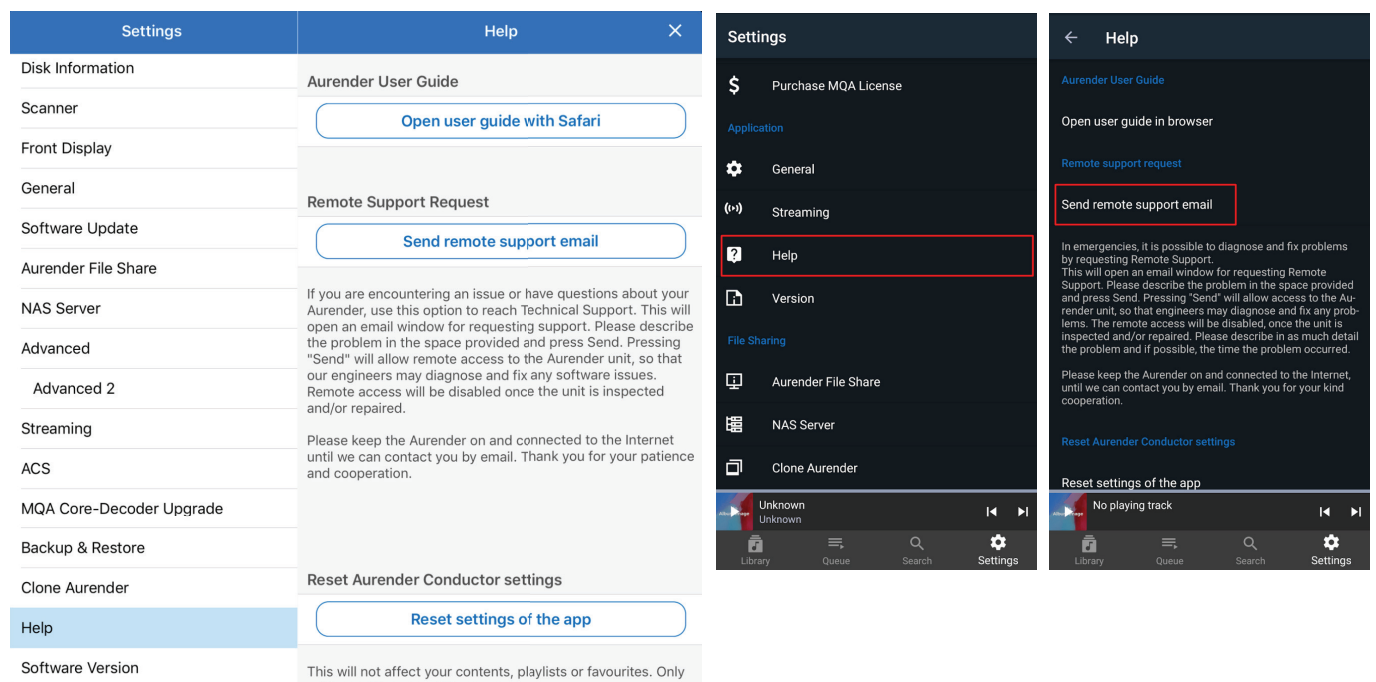 Settings
Disk Information
Scanner
Front Display
General
Software Update
Aurender File Share
NAS Server
Advanced
Advanced 2
Streaming
ACS
MQA Core-Decoder Upgrade
Backup & Restore
Clone Aurender
Help
Software Version
Help
Aurender User Guide
Open user guide with Safari
Remote Support Request
Send remote support email
If you are encountering an issue or have questions about your
Aurender, use this option to reach Technical Support. This will
open an email window for requesting support. Please describe
the problem in the space provided and press Send. Pressing
"Send" will allow remote access to the Aurender unit, so that
our engineers may diagnose and fix any software issues.
Remote access will be disabled once the unit is inspected
and/or repaired.
Please keep the Aurender on and connected to the Internet
until we can contact you by email. Thank you for your patience
and cooperation.
Reset Aurender Conductor settings
Reset settings of the app
This will not affect your contents, playlists or favourites. Only
Settings
Purchase MQA License
Application
General
Streaming
Help
Version
File Sharing
Aurender File Share
NAS Server
Clone Aurender
Unknown
Unknown
Library
Queue
Search
Settings
Help
Aurender User Guide
Open user guide in browser
Remote support request
Send remote support email
In emergencies, it is possible to diagnose and fix problems
by requesting Remote Support.
This will open an email window for requesting Remote
Support. Please describe the problem in the space provided
and press Send. Pressing "Send" will allow access to the Au-
render unit, so that engineers may diagnose and fix any prob-
lems. The remote access will be disabled, once the unit is
inspected and/or repaired. Please describe in as much detail
the problem and if possible, the time the problem occurred.
Please keep the Aurender on and connected to the Internet,
until we can contact you by email. Thank you for your kind
cooperation.
Reset Aurender Conductor settings
Reset settings of the app
No playing track
Library
Queue
Search
Settings